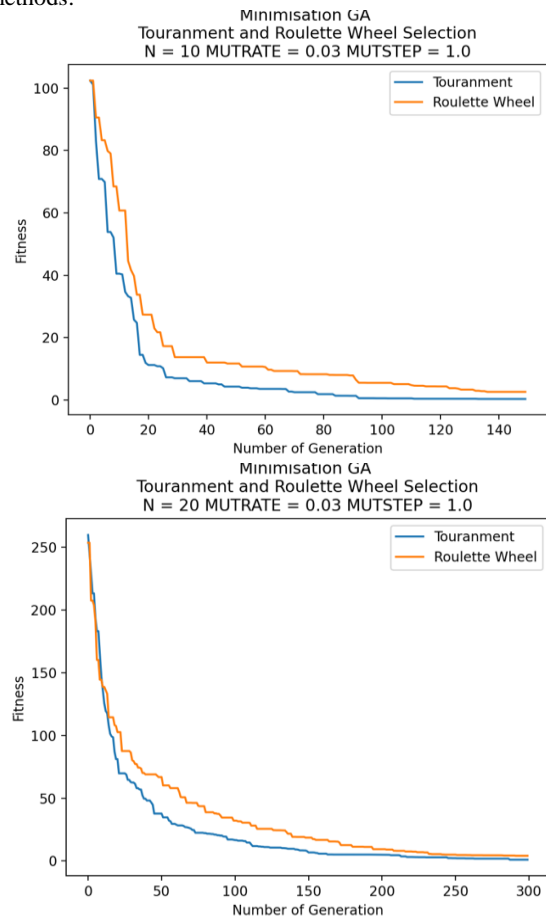 methods.
Minimisation GA
Touranment and Roulette Wheel Selection
N = 10 MUTRATE = 0.03 MUTSTEP = 1.0
Touranment
Roulette Wheel
100
80
60
40
20
0
Fitness
0 20 40 60 80 100 120 140
Number of Generation
Minimisation GA
Touranment and Roulette Wheel Selection
N = 20 MUTRATE = 0.03 MUTSTEP = 1.0
Touranment
Roulette Wheel
250
200
150
100
50
0
Fitness
0 50 100 150 200 250 300
Number of Generation